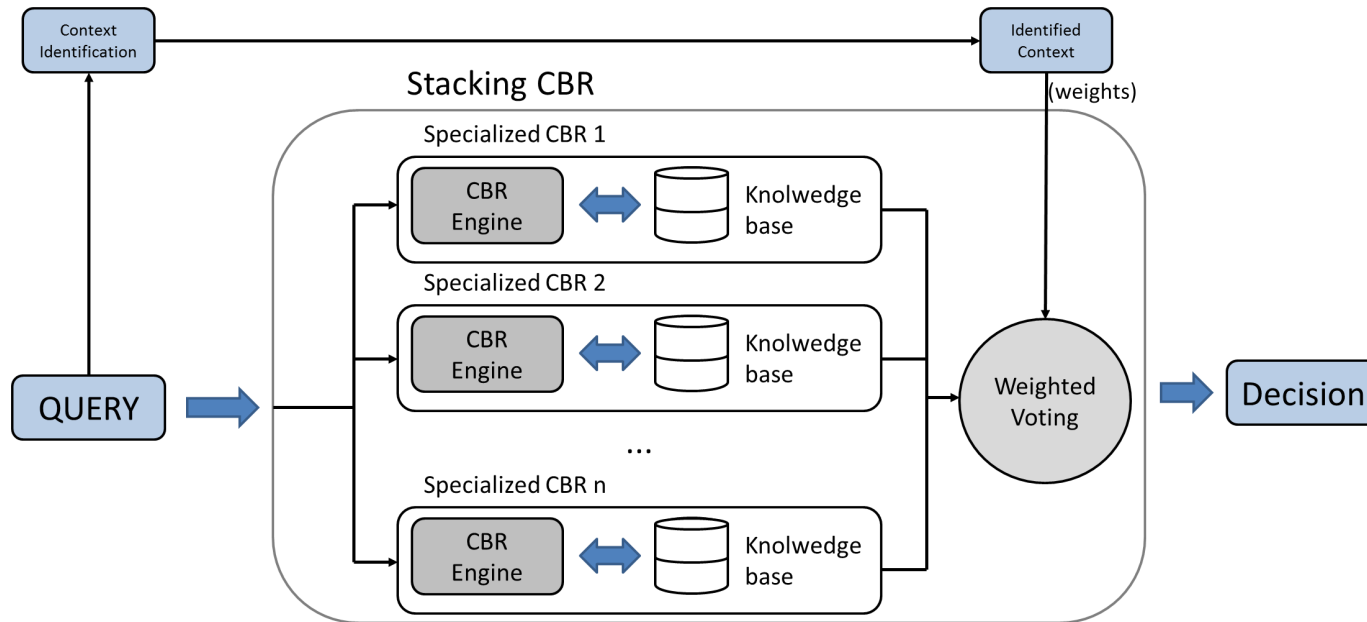 Context
Identification
Identified
Context
(weights)
Stacking CBR
Specialized CBR 1
CBR
Engine
Knolwedge
base
Specialized CBR 2
CBR
Engine
Knolwedge
base
QUERY
Weighted
Voting
Decision
...
Specialized CBR n
CBR
Engine
Knolwedge
base